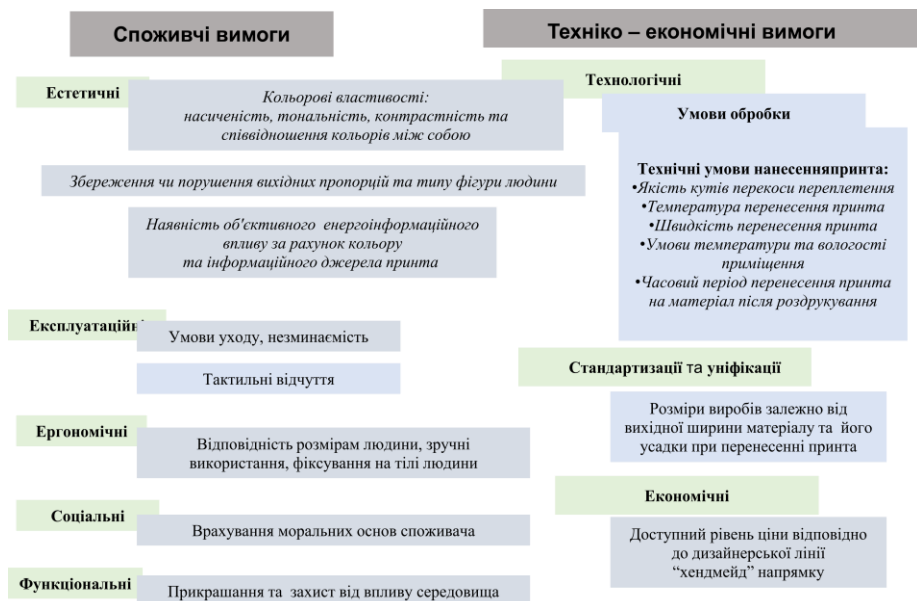 Споживчі вимоги
Естетичні
Кольорові властивості:
насиченість, тональність, контрастність та
співвідношення кольорів між собою
Збереження чи порушення вихідних пропорцій та типу фігури людини
Наявність об'єктивного енергоінформаційного
впливу за рахунок кольору
та інформаційного джерела принта
Експлуатаційні
Умови уходу, незминаємість
Тактильні відчуття
Ергономічні
Відповідність розмірам людини, зручні
використання, фіксування на тілі людини
Соціальні
Врахування моральних основ споживача
Функціональні
Прикрашання та захист від впливу середовища
Техніко – економічні вимоги
Технологічні
Умови обробки
Технічні умови нанесенняпринта:
•Якість кутів перекоси переплетення
•Температура перенесення принта
•Швидкість перенесення принта
•Умови температури та вологості
приміщення
•Часовий період перенесення принта
на матеріал після роздрукування
Стандартизації та уніфікації
Розміри виробів залежно від
вихідної ширини матеріалу та його
усадки при перенесенні принта
Економічні
Доступний рівень ціни відповідно
до дизайнерської лінії
“хендмейд” напрямку